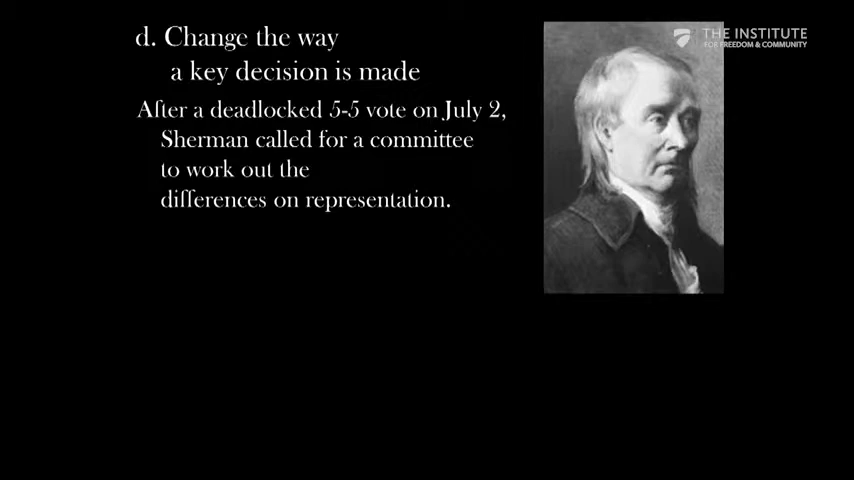 d. Change the way
a key decision is made
After a deadlocked 5-5 vote on July 2,
Sherman called for a committee
to work out the
differences on representation.
THE INSTITUTE
FOR FREEDOM & COMMUNITY